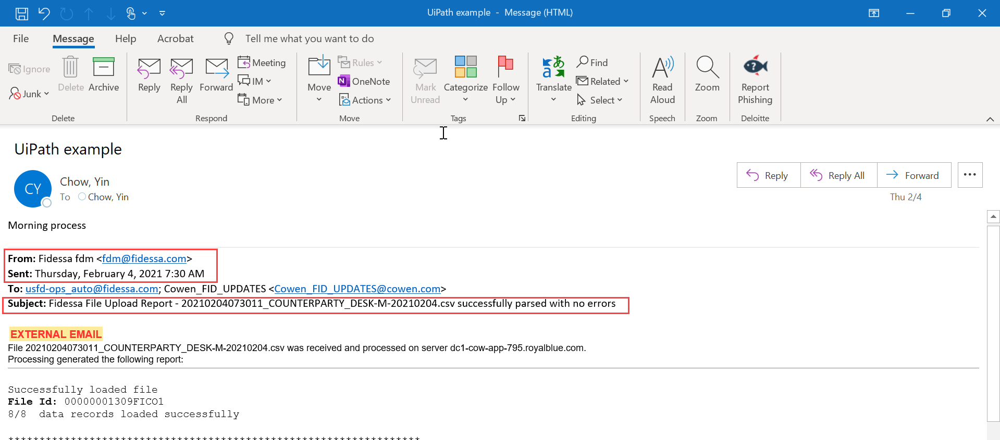 UiPath example - Message (HTML)
File Message Help Acrobat Tell me what you want to do
Ignore
Junk
Delete
Archive
Delete
Reply
Reply All
Forward
Meeting
IM
More
Respond
Move
Rules
OneNote
Actions
Move
Mark Unread
Categorize
Follow Up
Tags
Translate
Find
Related
Select
Editing
Read Aloud
Speech
Zoom
Zoom
Report Phishing
Deloitte
UiPath example
CY
Chow, Yin
To Chow, Yin
Reply Reply All Forward
Thu 2/4
Morning process
From: Fidessa fdm <fdm@fidessa.com>
Sent: Thursday, February 4, 2021 7:30 AM
To: usfd-ops_auto@fidessa.com; Cowen_FID_UPDATES <Cowen_FID_UPDATES@cowen.com>
Subject: Fidessa File Upload Report - 20210204073011_COUNTERPARTY_DESK-M-20210204.csv successfully parsed with no errors
EXTERNAL EMAIL
File 20210204073011_COUNTERPARTY_DESK-M-20210204.csv was received and processed on server dc1-cow-app-795.royalblue.com.
Processing generated the following report:
Successfully loaded file
File Id: 00000001309FICO1
8/8 data records loaded successfully